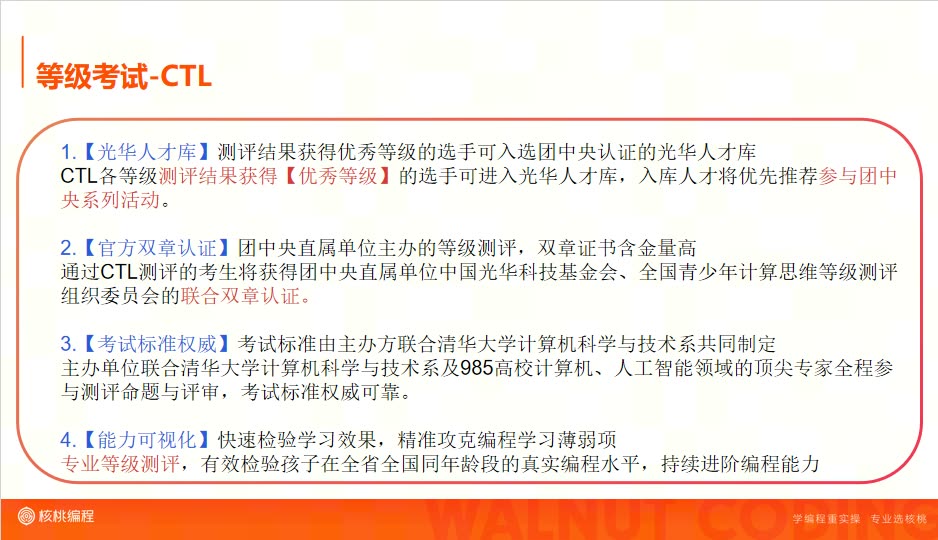 等级考试-CTL
1.【光华人才库】测评结果获得优秀等级的选手可入选团中央认证的光华人才库
CTL各等级测评结果获得【优秀等级】的选手可进入光华人才库，入库人才将优先推荐参与团中
央系列活动。
2.【官方双章认证】团中央直属单位主办的等级测评，双章证书含金量高
通过CTL测评的考生将获得团中央直属单位中国光华科技基金会、全国青少年计算思维等级测评
组织委员会的联合双章认证。
3.【考试标准权威】考试标准由主办方联合清华大学计算机科学与技术系共同制定
主办单位联合清华大学计算机科学与技术系及985高校计算机、人工智能领域的顶尖专家全程参
与测评命题与评审，考试标准权威可靠。
4.【能力可视化】快速检验学习效果，精准攻克编程学习薄弱项
专业等级测评，有效检验孩子在全省全国同年龄段的真实编程水平，持续进阶编程能力
核桃编程
WALNUT CODING
学编程重实操 专业选核桃